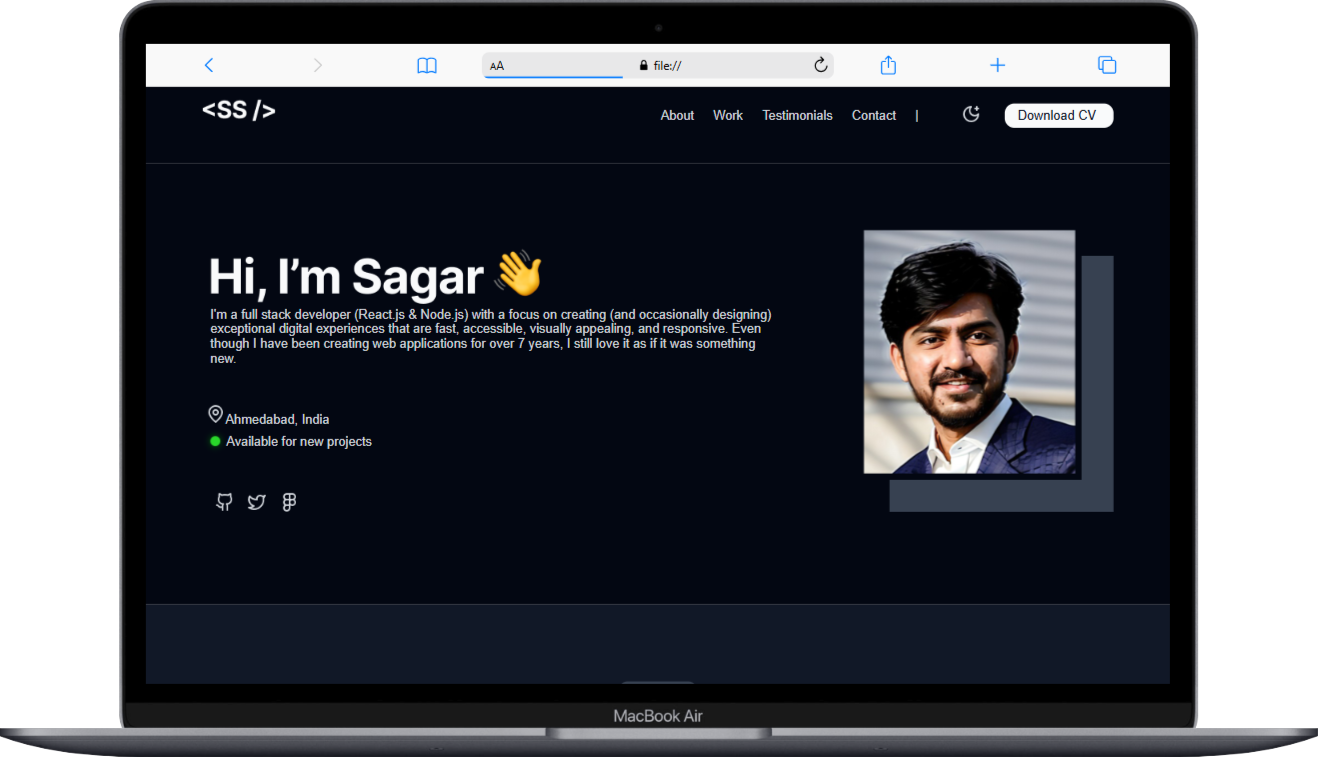 AA
file://
<SS />
About Work Testimonials Contact | Download CV
Hi, I’m Sagar 👋
I'm a full stack developer (React.js & Node.js) with a focus on creating (and occasionally designing)
exceptional digital experiences that are fast, accessible, visually appealing, and responsive. Even
though I have been creating web applications for over 7 years, I still love it as if it was something
new.
Ahmedabad, India
Available for new projects
MacBook Air